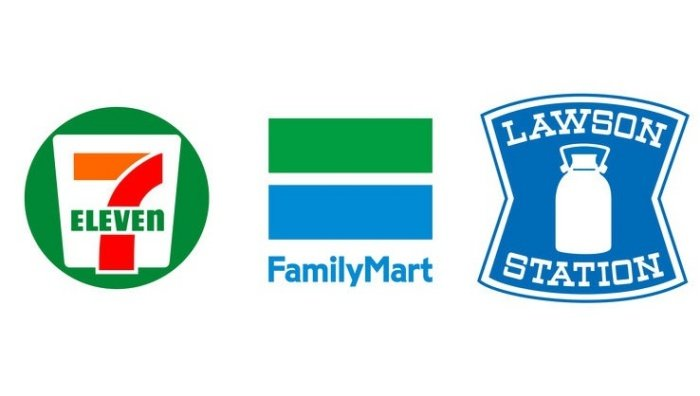 7
ELEVEn
FamilyMart
LAWSON
STATION